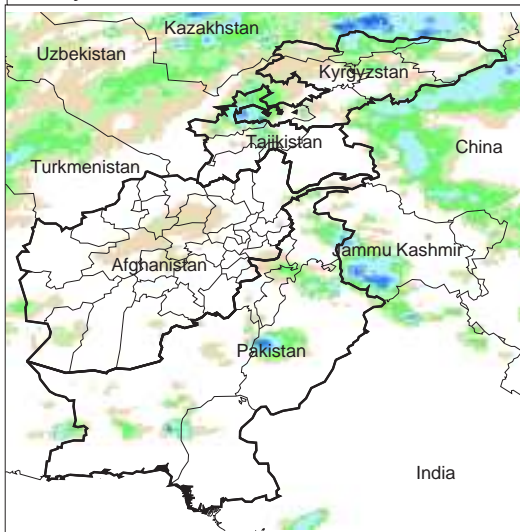 Kazakhstan
Uzbekistan
Kyrgyzstan
Tajikistan
China
Turkmenistan
Jammu Kashmir
Afghanistan
Pakistan
India